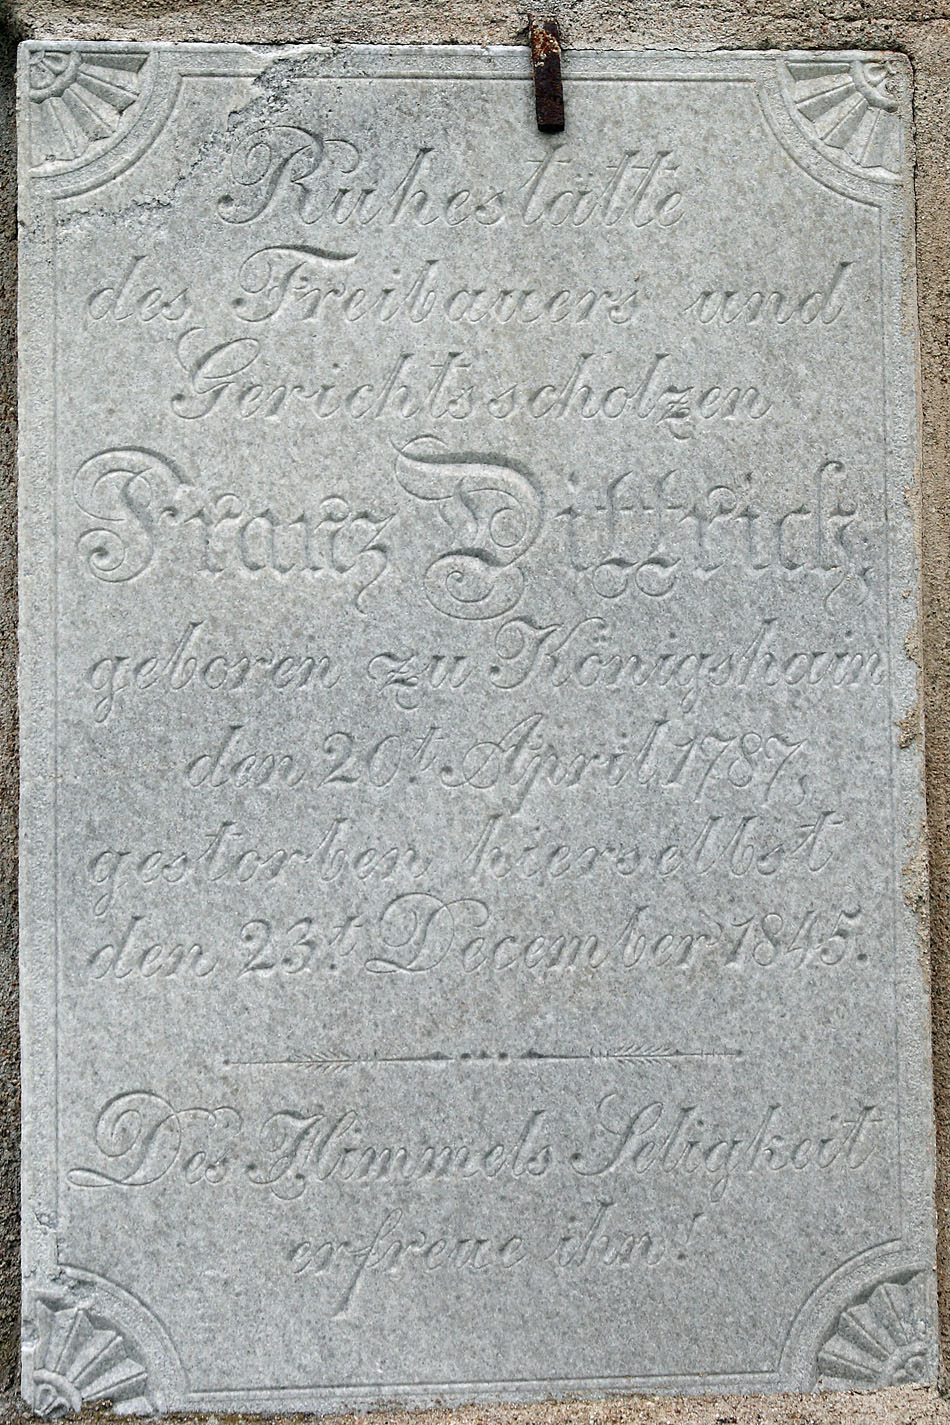 Ruhestätte
des Freibauers und
Gerichtsscholzen
Franz Dittrich,
geboren zu Königshain
den 20t April 1787,
gestorben hierselbst
den 23t December 1845.
Des Himmels Seligkeit
erfreue ihn!